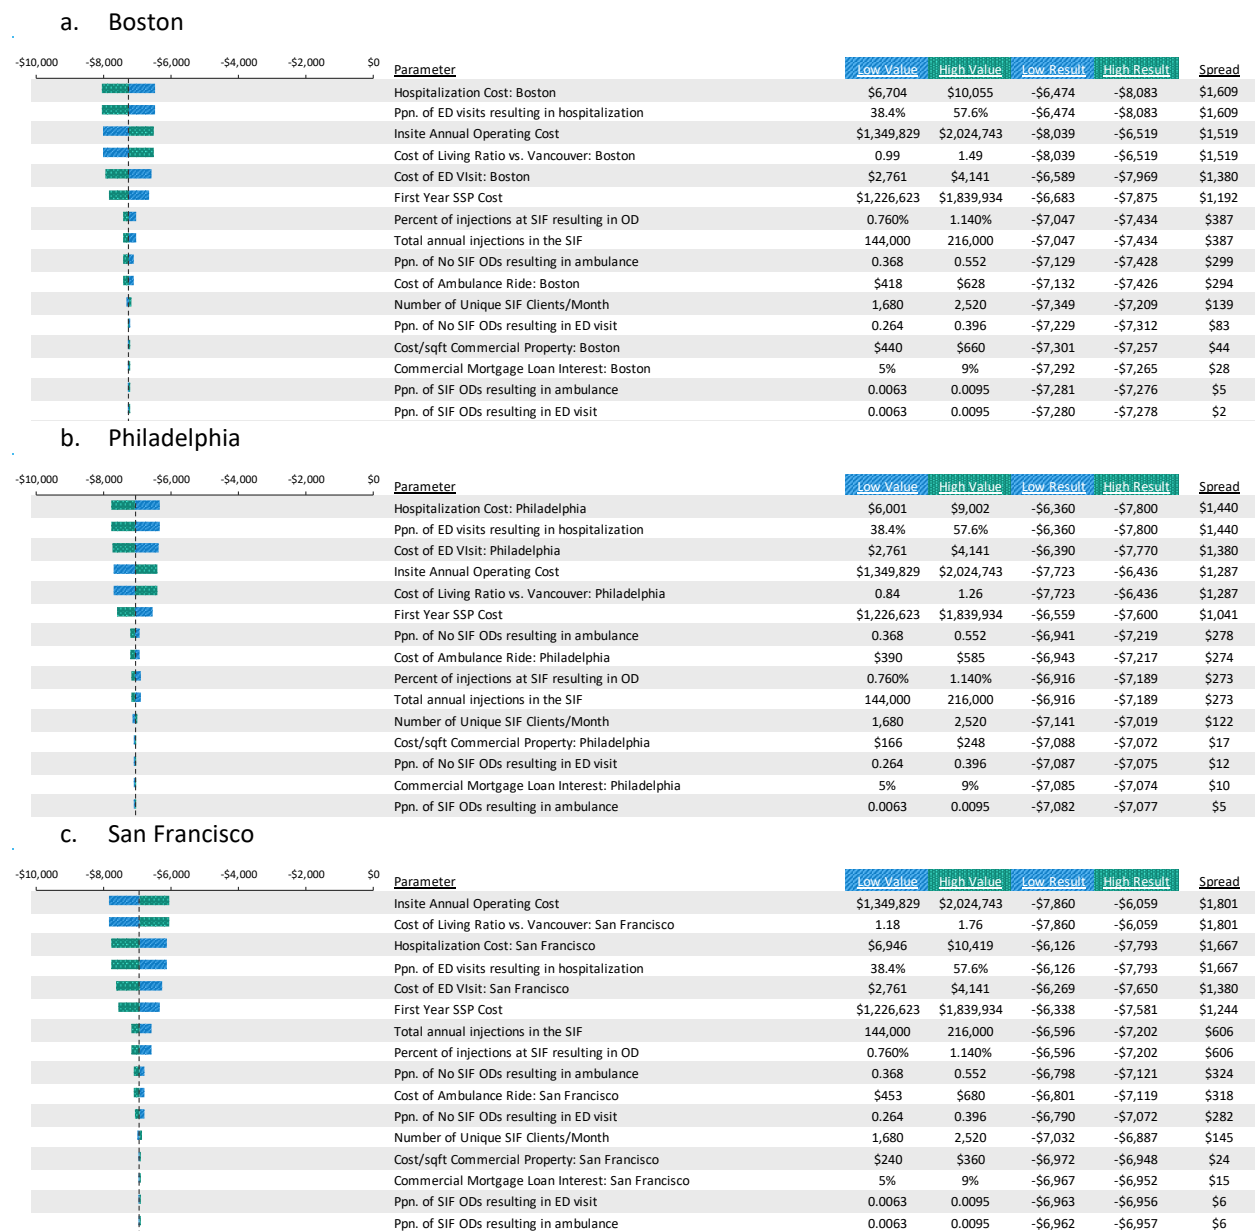 a. Boston
-$10,000 -$8,000 -$6,000 -$4,000 -$2,000 $0
Parameter Low Value High Value Low Result High Result Spread
Hospitalization Cost: Boston $6,704 $10,055 -$6,474 -$8,083 $1,609
Ppn. of ED visits resulting in hospitalization 38.4% 57.6% -$6,474 -$8,083 $1,609
Insite Annual Operating Cost $1,349,829 $2,024,743 -$8,039 -$6,519 $1,519
Cost of Living Ratio vs. Vancouver: Boston 0.99 1.49 -$8,039 -$6,519 $1,519
Cost of ED VIsit: Boston $2,761 $4,141 -$6,589 -$7,969 $1,380
First Year SSP Cost $1,226,623 $1,839,934 -$6,683 -$7,875 $1,192
Percent of injections at SIF resulting in OD 0.760% 1.140% -$7,047 -$7,434 $387
Total annual injections in the SIF 144,000 216,000 -$7,047 -$7,434 $387
Ppn. of No SIF ODs resulting in ambulance 0.368 0.552 -$7,129 -$7,428 $299
Cost of Ambulance Ride: Boston $418 $628 -$7,132 -$7,426 $294
Number of Unique SIF Clients/Month 1,680 2,520 -$7,349 -$7,209 $139
Ppn. of No SIF ODs resulting in ED visit 0.264 0.396 -$7,229 -$7,312 $83
Cost/sqft Commercial Property: Boston $440 $660 -$7,301 -$7,257 $44
Commercial Mortgage Loan Interest: Boston 5% 9% -$7,292 -$7,265 $28
Ppn. of SIF ODs resulting in ambulance 0.0063 0.0095 -$7,281 -$7,276 $5
Ppn. of SIF ODs resulting in ED visit 0.0063 0.0095 -$7,280 -$7,278 $2
b. Philadelphia
-$10,000 -$8,000 -$6,000 -$4,000 -$2,000 $0
Parameter Low Value High Value Low Result High Result Spread
Hospitalization Cost: Philadelphia $6,001 $9,002 -$6,360 -$7,800 $1,440
Ppn. of ED visits resulting in hospitalization 38.4% 57.6% -$6,360 -$7,800 $1,440
Cost of ED VIsit: Philadelphia $2,761 $4,141 -$6,390 -$7,770 $1,380
Insite Annual Operating Cost $1,349,829 $2,024,743 -$7,723 -$6,436 $1,287
Cost of Living Ratio vs. Vancouver: Philadelphia 0.84 1.26 -$7,723 -$6,436 $1,287
First Year SSP Cost $1,226,623 $1,839,934 -$6,559 -$7,600 $1,041
Ppn. of No SIF ODs resulting in ambulance 0.368 0.552 -$6,941 -$7,219 $278
Cost of Ambulance Ride: Philadelphia $390 $585 -$6,943 -$7,217 $274
Percent of injections at SIF resulting in OD 0.760% 1.140% -$6,916 -$7,189 $273
Total annual injections in the SIF 144,000 216,000 -$6,916 -$7,189 $273
Number of Unique SIF Clients/Month 1,680 2,520 -$7,141 -$7,019 $122
Cost/sqft Commercial Property: Philadelphia $166 $248 -$7,088 -$7,072 $17
Ppn. of No SIF ODs resulting in ED visit 0.264 0.396 -$7,087 -$7,075 $12
Commercial Mortgage Loan Interest: Philadelphia 5% 9% -$7,085 -$7,074 $10
Ppn. of SIF ODs resulting in ambulance 0.0063 0.0095 -$7,082 -$7,077 $5
c. San Francisco
-$10,000 -$8,000 -$6,000 -$4,000 -$2,000 $0
Parameter Low Value High Value Low Result High Result Spread
Insite Annual Operating Cost $1,349,829 $2,024,743 -$7,860 -$6,059 $1,801
Cost of Living Ratio vs. Vancouver: San Francisco 1.18 1.76 -$7,860 -$6,059 $1,801
Hospitalization Cost: San Francisco $6,946 $10,419 -$6,126 -$7,793 $1,667
Ppn. of ED visits resulting in hospitalization 38.4% 57.6% -$6,126 -$7,793 $1,667
Cost of ED VIsit: San Francisco $2,761 $4,141 -$6,269 -$7,650 $1,380
First Year SSP Cost $1,226,623 $1,839,934 -$6,338 -$7,581 $1,244
Total annual injections in the SIF 144,000 216,000 -$6,596 -$7,202 $606
Percent of injections at SIF resulting in OD 0.760% 1.140% -$6,596 -$7,202 $606
Ppn. of No SIF ODs resulting in ambulance 0.368 0.552 -$6,798 -$7,121 $324
Cost of Ambulance Ride: San Francisco $453 $680 -$6,801 -$7,119 $318
Ppn. of No SIF ODs resulting in ED visit 0.264 0.396 -$6,790 -$7,072 $282
Number of Unique SIF Clients/Month 1,680 2,520 -$7,032 -$6,887 $145
Cost/sqft Commercial Property: San Francisco $240 $360 -$6,972 -$6,948 $24
Commercial Mortgage Loan Interest: San Francisco 5% 9% -$6,967 -$6,952 $15
Ppn. of SIF ODs resulting in ED visit 0.0063 0.0095 -$6,963 -$6,956 $6
Ppn. of SIF ODs resulting in ambulance 0.0063 0.0095 -$6,962 -$6,957 $6